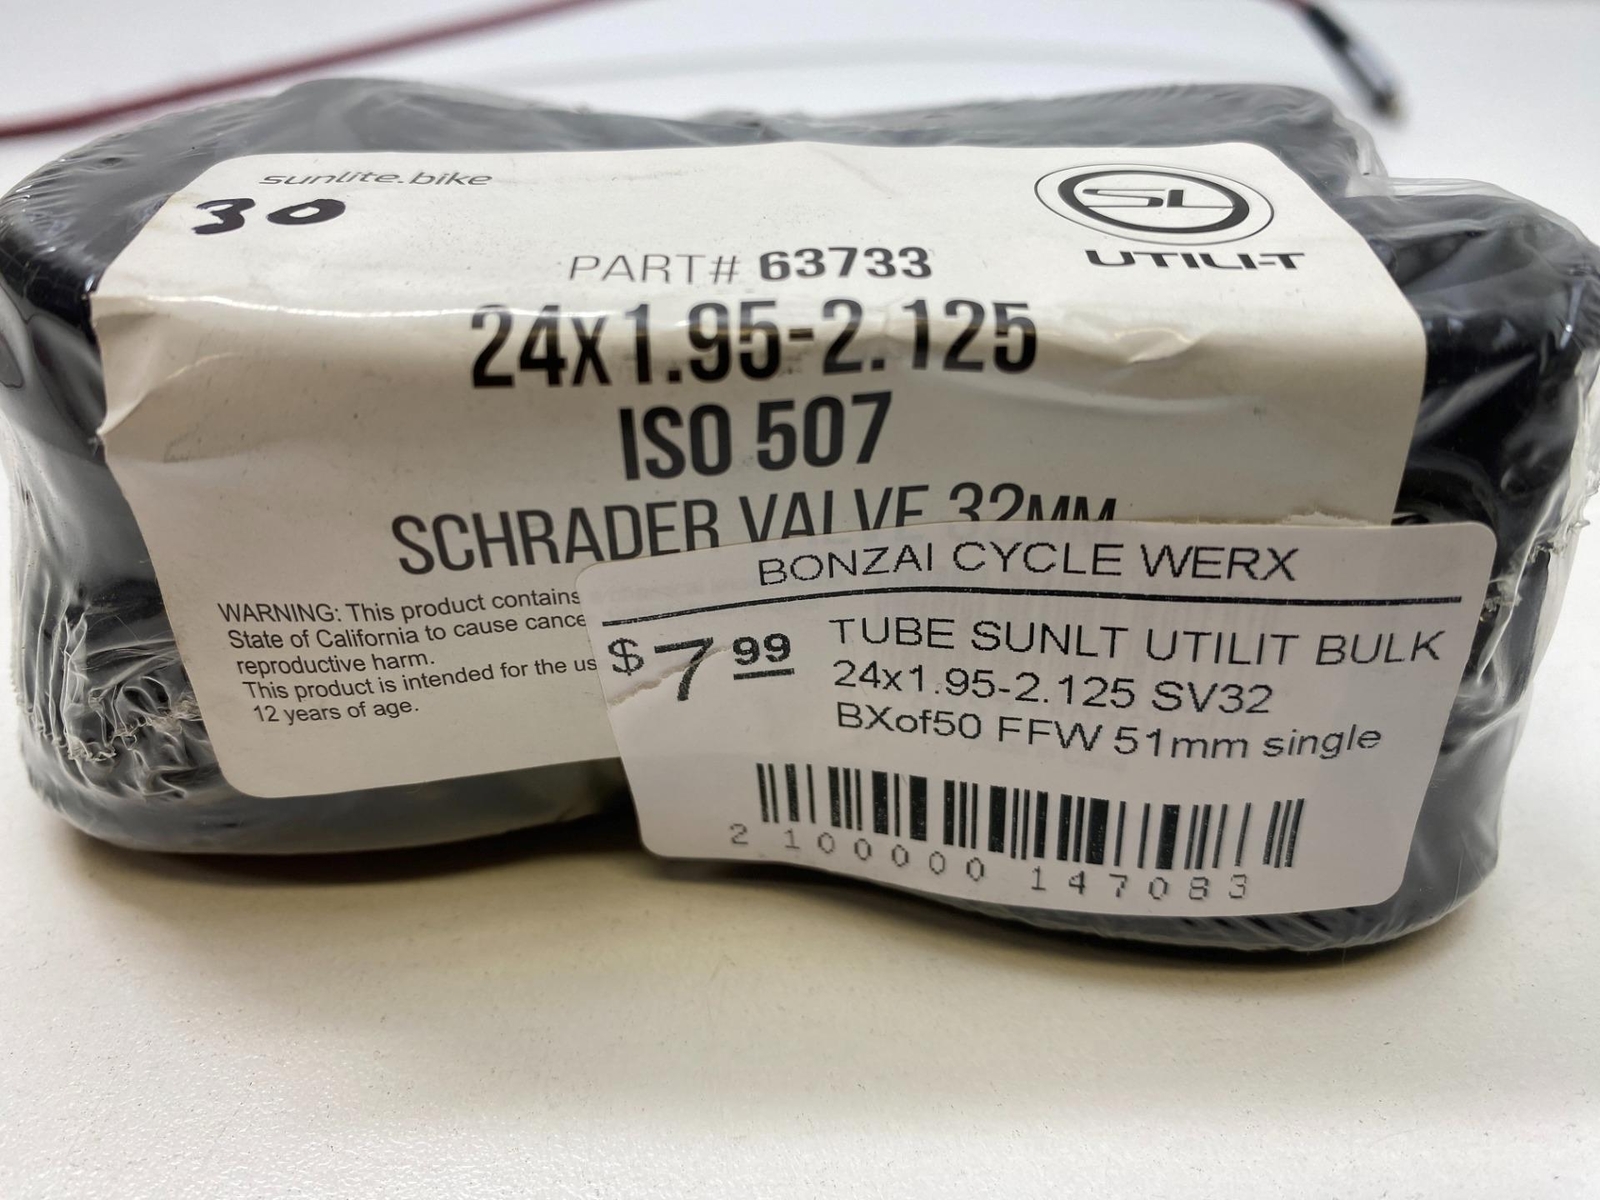 sunlite.bike
30
SL
UTILI-T
PART# 63733
24x1.95-2.125
ISO 507
SCHRADER VALVE 32MM
WARNING: This product contains
State of California to cause cance
reproductive harm.
This product is intended for the us
12 years of age.
BONZAI CYCLE WERX
$7.99
TUBE SUNLT UTILIT BULK
24x1.95-2.125 SV32
BXof50 FFW 51mm single
2 100000 147083